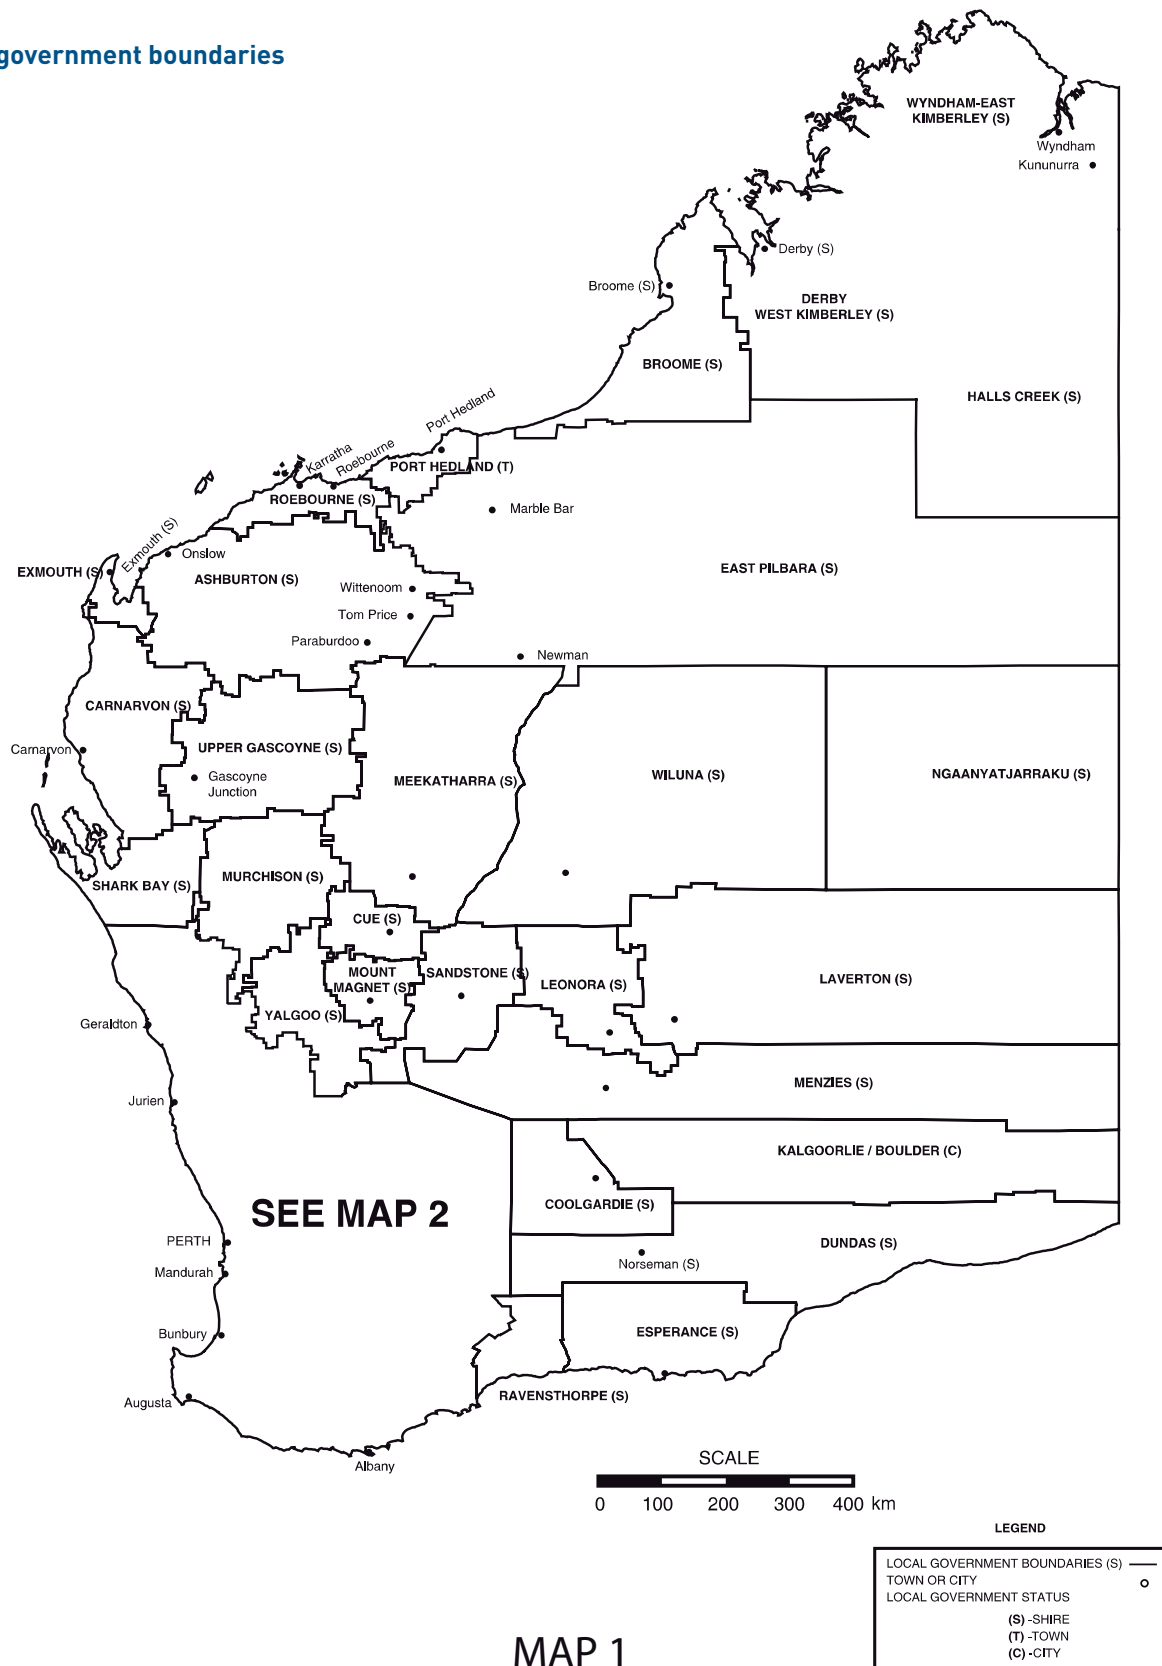 government boundaries
WYNDHAM-EAST
KIMBERLEY (S)
Wyndham
Kununurra
Derby (S)
Broome (S)
DERBY
WEST KIMBERLEY (S)
BROOME (S)
HALLS CREEK (S)
Port Hedland
Karratha
Roebourne
PORT HEDLAND (T)
ROEBOURNE (S)
Marble Bar
Exmouth (S)
Onslow
EXMOUTH (S)
ASHBURTON (S)
EAST PILBARA (S)
Wittenoom
Tom Price
Paraburdoo
Newman
CARNARVON (S)
Carnarvon
UPPER GASCOYNE (S)
Gascoyne
Junction
MEEKATHARRA (S)
WILUNA (S)
NGAANYATJARRAKU (S)
SHARK BAY (S)
MURCHISON (S)
CUE (S)
MOUNT
MAGNET (S)
SANDSTONE (S)
LEONORA (S)
LAVERTON (S)
YALGOO (S)
Geraldton
MENZIES (S)
Jurien
KALGOORLIE / BOULDER (C)
SEE MAP 2
COOLGARDIE (S)
PERTH
DUNDAS (S)
Mandurah
Norseman (S)
Bunbury
ESPERANCE (S)
Augusta
RAVENSTHORPE (S)
Albany
SCALE
0 100 200 300 400 km
LEGEND
LOCAL GOVERNMENT BOUNDARIES (S)
TOWN OR CITY
LOCAL GOVERNMENT STATUS
(S) -SHIRE
(T) -TOWN
(C) -CITY
MAP 1